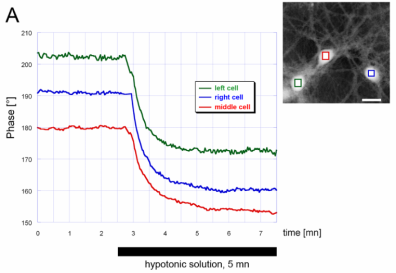 A
210
200
190
180
170
160
150
Phase [°]
left cell
right cell
middle cell
0 1 2 3 4 5 6 7 time [mn]
hypotonic solution, 5 mn